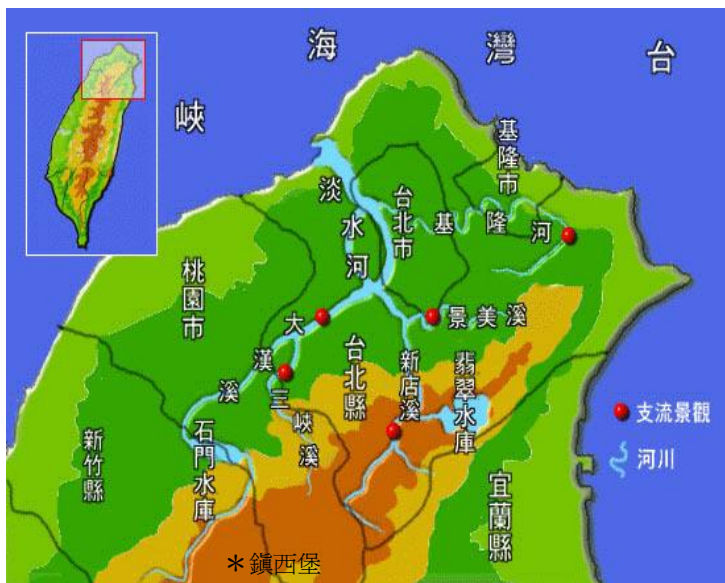 台灣海峽
基隆市
淡水河
台北市
基隆河
桃園市
大漢溪
景美溪
台北縣
新店溪
翡翠水庫
三峽溪
石門水庫
新竹縣
宜蘭縣
支流景觀
河川
＊鎮西堡